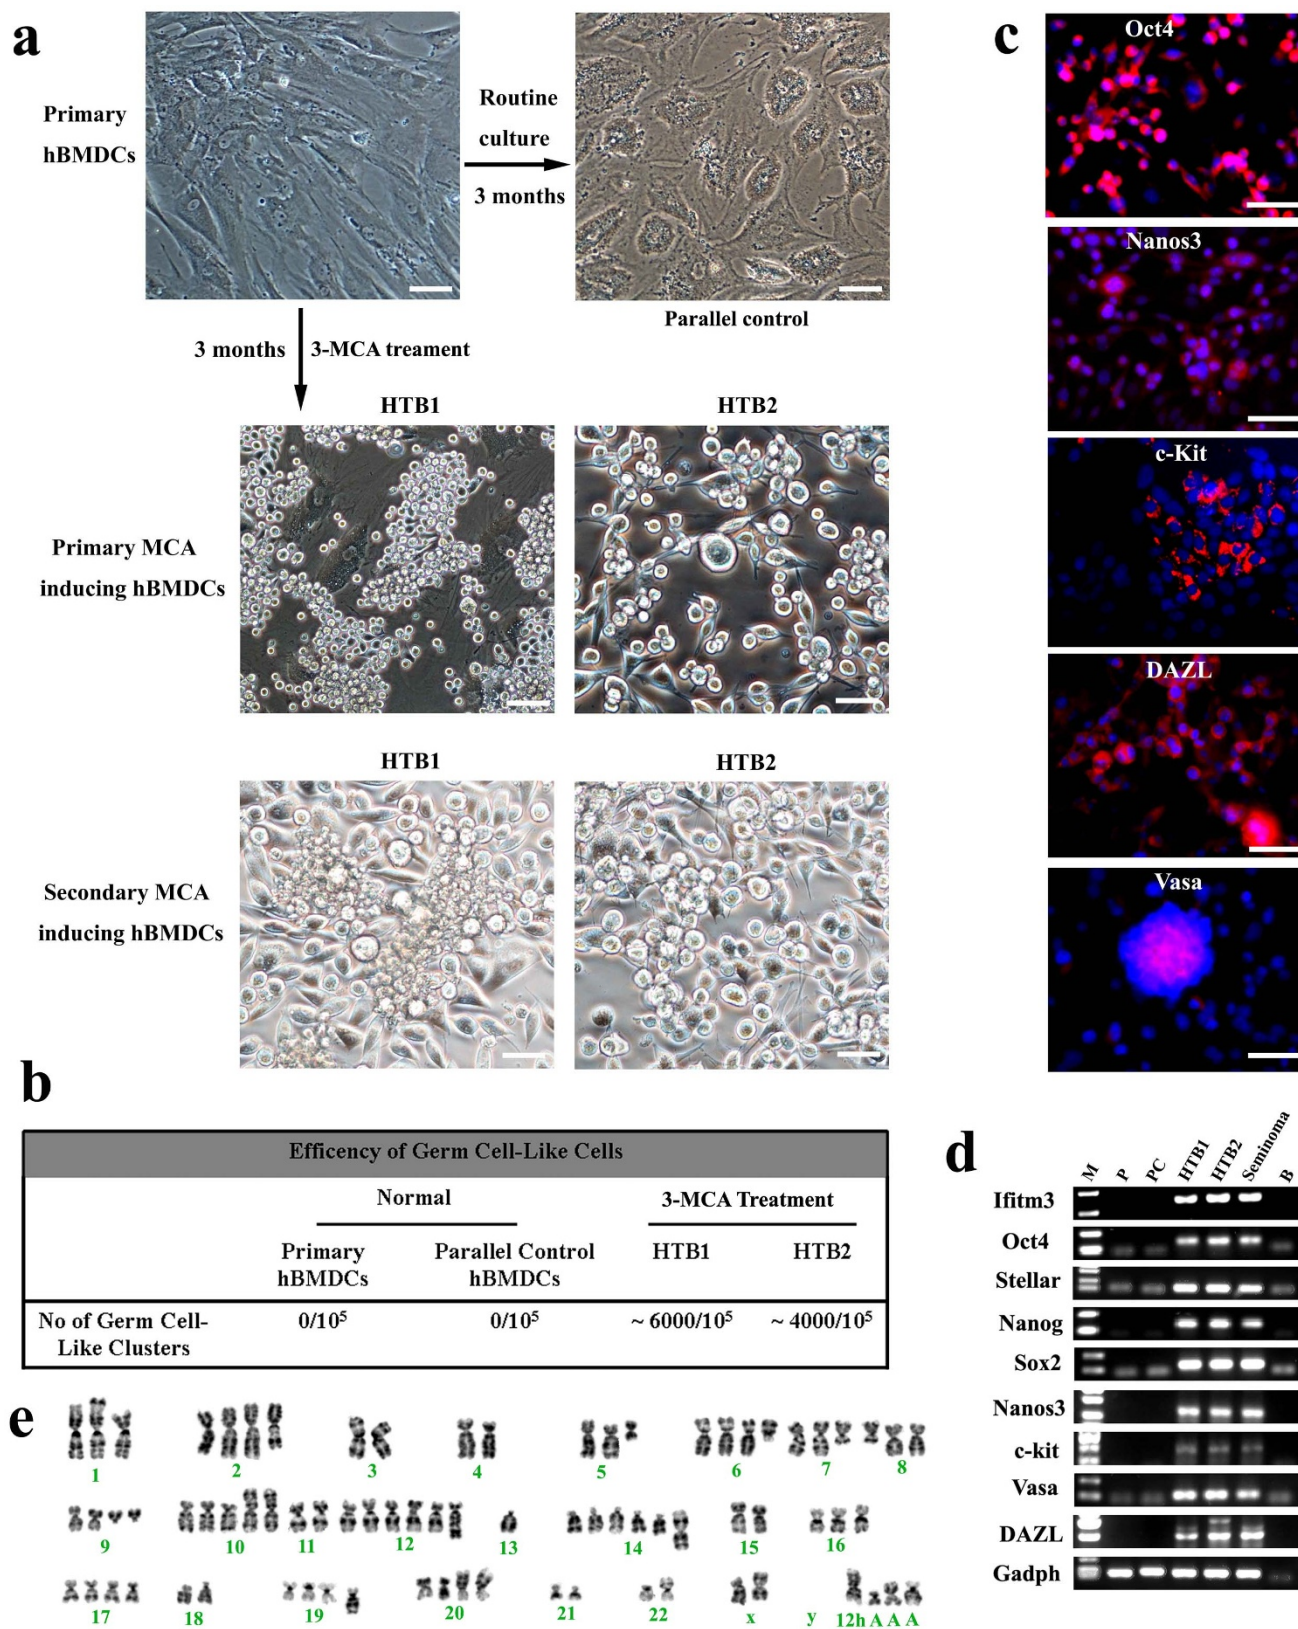 a
Primary
hBMDCs
Routine
culture
3 months
Parallel control
3 months
3-MCA treament
HTB1
HTB2
Primary MCA
inducing hBMDCs
HTB1
HTB2
Secondary MCA
inducing hBMDCs
b
Efficency of Germ Cell-Like Cells
Normal
3-MCA Treatment
Primary
hBMDCs
Parallel Control
hBMDCs
HTB1
HTB2
No of Germ Cell-
Like Clusters
0/10⁵
0/10⁵
~ 6000/10⁵
~ 4000/10⁵
c
Oct4
Nanos3
c-Kit
DAZL
Vasa
d
M P PC HTB1 HTB2 Seminoma B
Ifitm3
Oct4
Stellar
Nanog
Sox2
Nanos3
c-kit
Vasa
DAZL
Gadph
e
1 2 3 4 5 6 7 8
9 10 11 12 13 14 15 16
17 18 19 20 21 22 x y 12h A A A